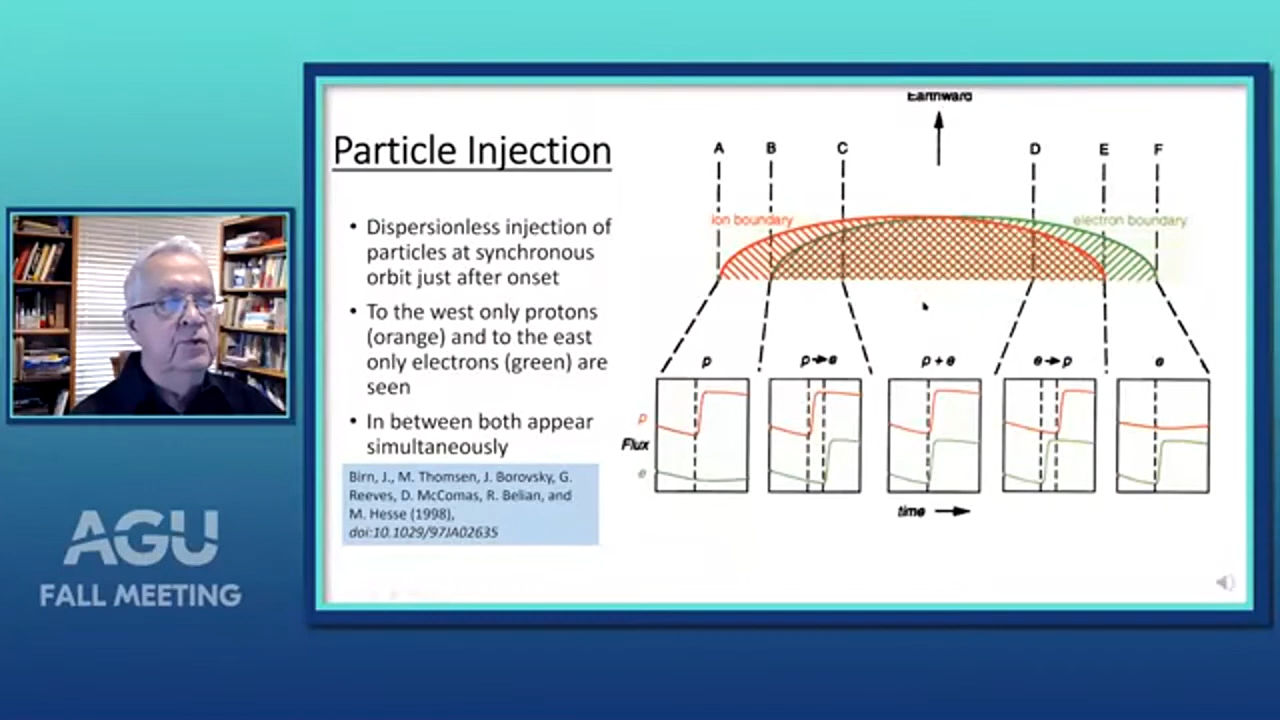 Particle Injection
• Dispersionless injection of
particles at synchronous
orbit just after onset
• To the west only protons
(orange) and to the east
only electrons (green) are
seen
• In between both appear
simultaneously
Birn, J., M. Thomsen, J. Borovsky, G.
Reeves, D. McComas, R. Belian, and
M. Hesse (1998),
doi:10.1029/97JA02635
Earthward
A B C D E F
ion boundary electron boundary
p p→e p+e e→p e
p
Flux
e
time →
AGU
FALL MEETING